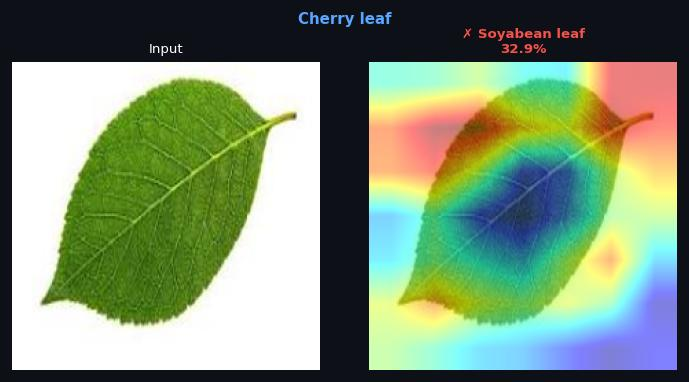 Cherry leaf
Input
✗ Soyabean leaf
32.9%